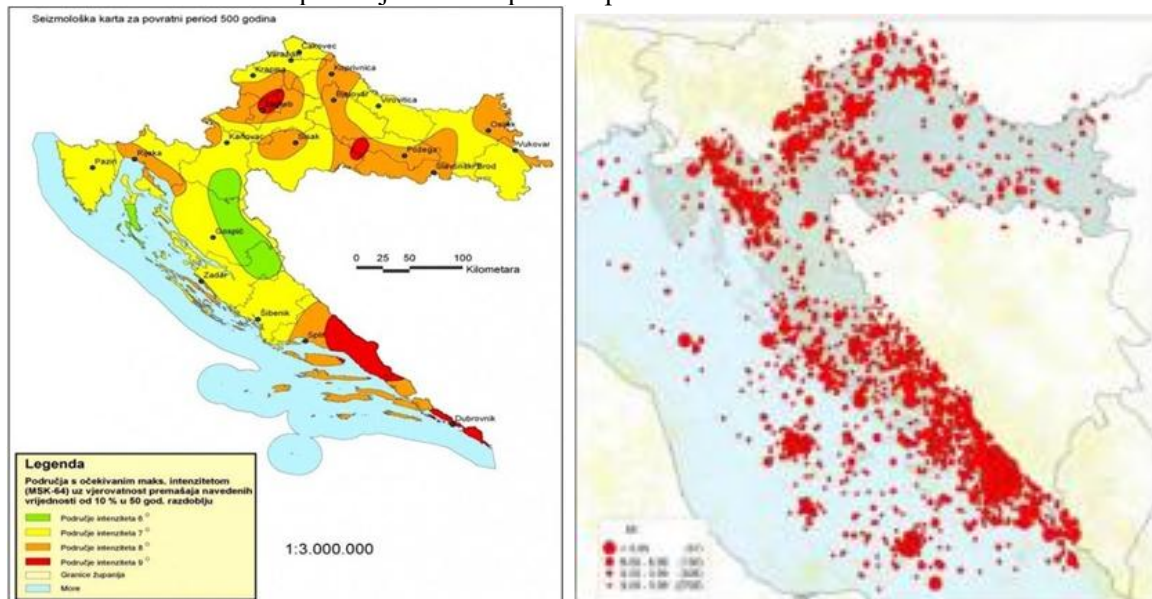 Seizmološka karta za povratni period 500 godina
Čakovec
Varaždin
Krapina
Koprivnica
Zagreb
Bjelovar
Virovitica
Karlovac
Sisak
Osijek
Vukovar
Požega
Slavonski Brod
Rijeka
Pazin
Gospić
Zadar
Šibenik
Split
Dubrovnik
0 25 50 100
Kilometara
Legenda
Područja s očekivanim maks. intenzitetom
(MSK-64) uz vjerovatnost premašaja navedenih
vrijednosti od 10 % u 50 god. razdoblju
Područje intenziteta 6 °
Područje intenziteta 7 °
Područje intenziteta 8 °
Područje intenziteta 9 °
Granice županija
More
1:3.000.000